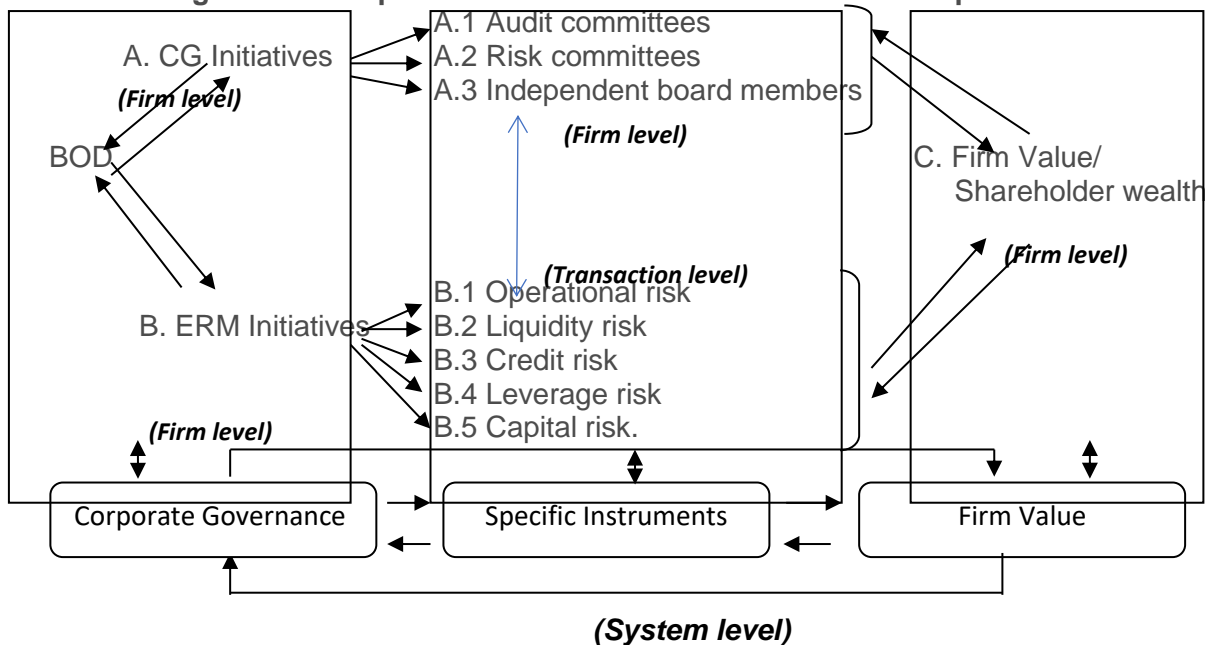 A. CG Initiatives
(Firm level)
BOD
B. ERM Initiatives
(Firm level)
A.1 Audit committees
A.2 Risk committees
A.3 Independent board members
(Firm level)
(Transaction level)
B.1 Operational risk
B.2 Liquidity risk
B.3 Credit risk
B.4 Leverage risk
B.5 Capital risk.
C. Firm Value/
Shareholder wealth
(Firm level)
Corporate Governance
Specific Instruments
Firm Value
(System level)